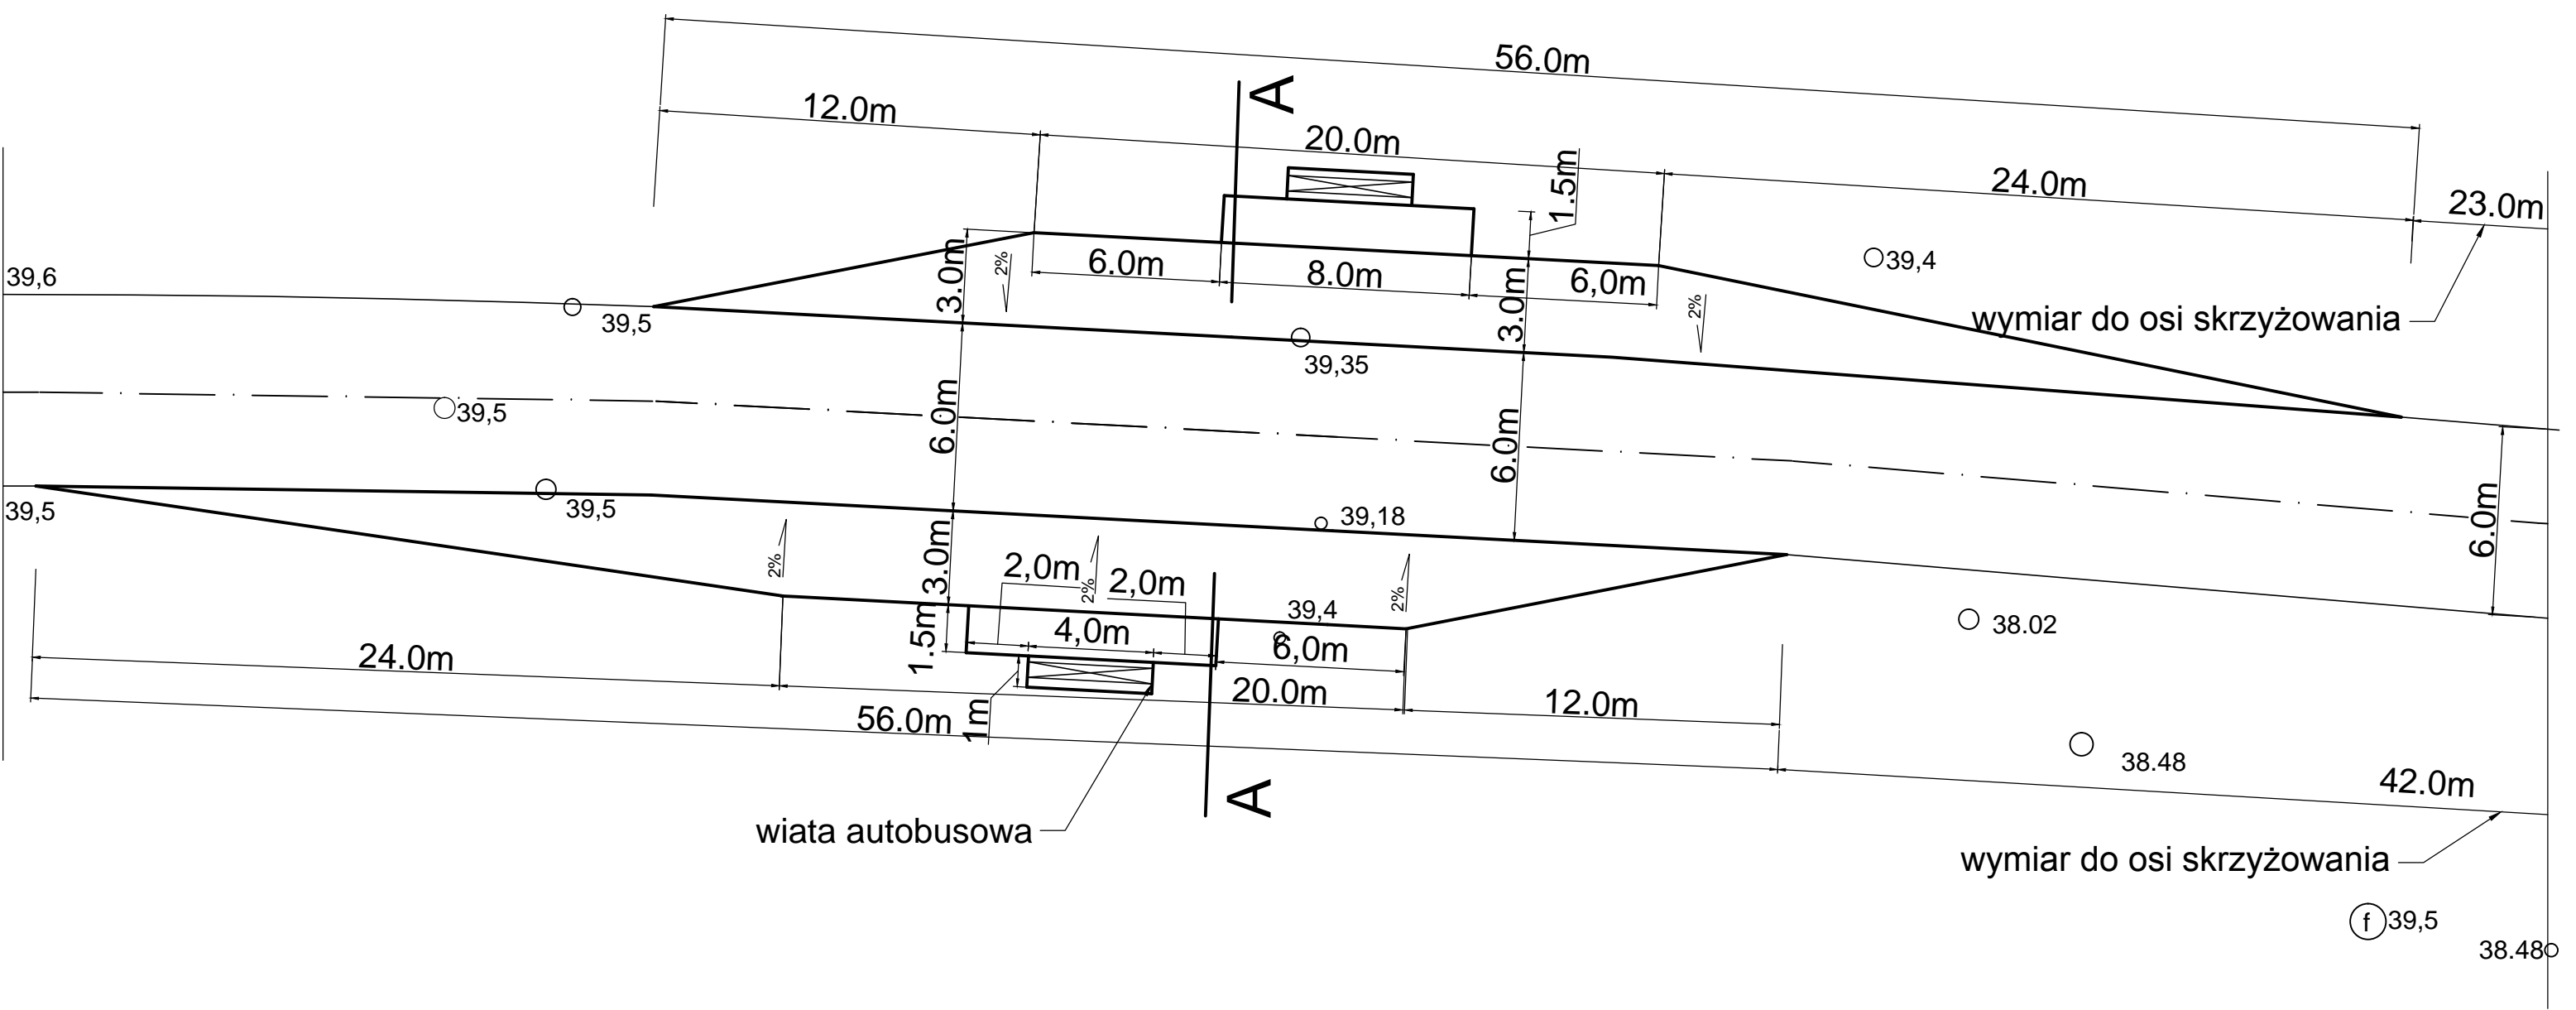 56.0m
12.0m
A
20.0m
1.5m
24.0m
23.0m
39,6
3.0m
2%
6.0m
8.0m
6,0m
3.0m
2%
39,4
39,5
39,35
wymiar do osi skrzyżowania
39,5
6.0m
6.0m
39,5
39,5
39,18
6.0m
2%
3.0m
2,0m
2%
2,0m
39,4
2%
38.02
1.5m
4,0m
6,0m
24.0m
20.0m
12.0m
56.0m
1m
38.48
42.0m
A
wiata autobusowa
wymiar do osi skrzyżowania
f
39,5
38.48